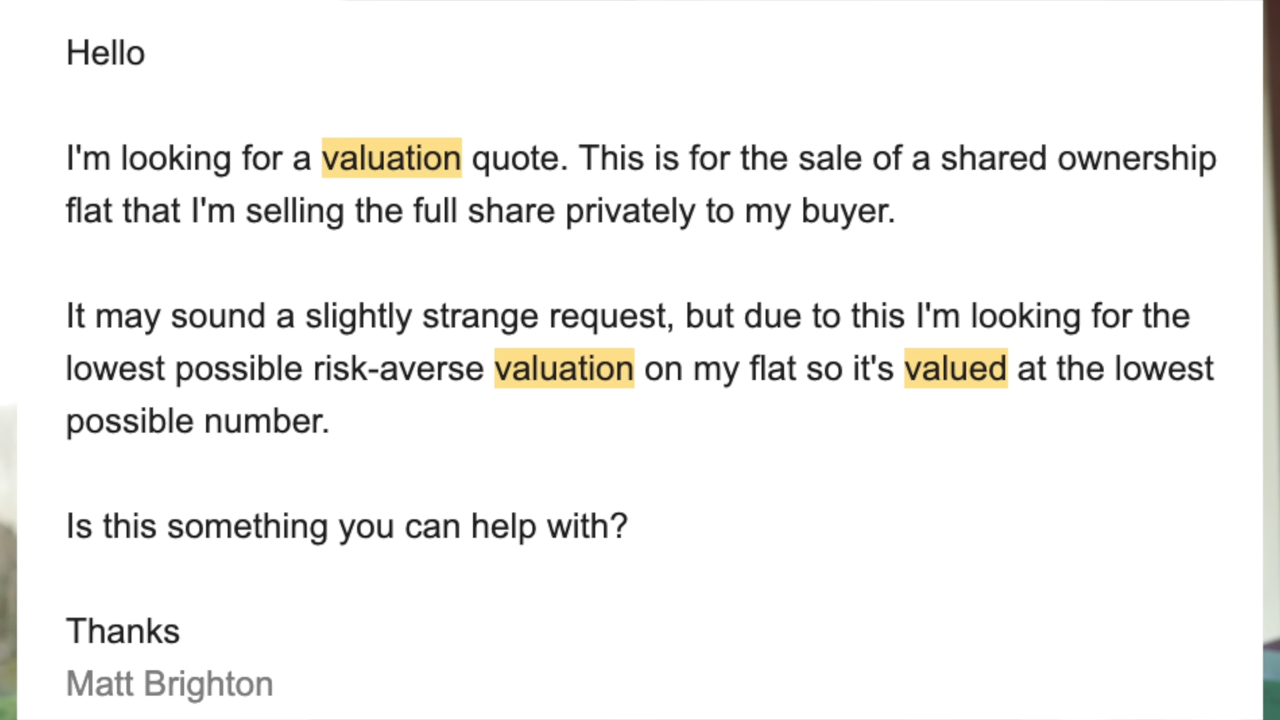 Hello
I'm looking for a valuation quote. This is for the sale of a shared ownership
flat that I'm selling the full share privately to my buyer.
It may sound a slightly strange request, but due to this I'm looking for the
lowest possible risk-averse valuation on my flat so it's valued at the lowest
possible number.
Is this something you can help with?
Thanks
Matt Brighton